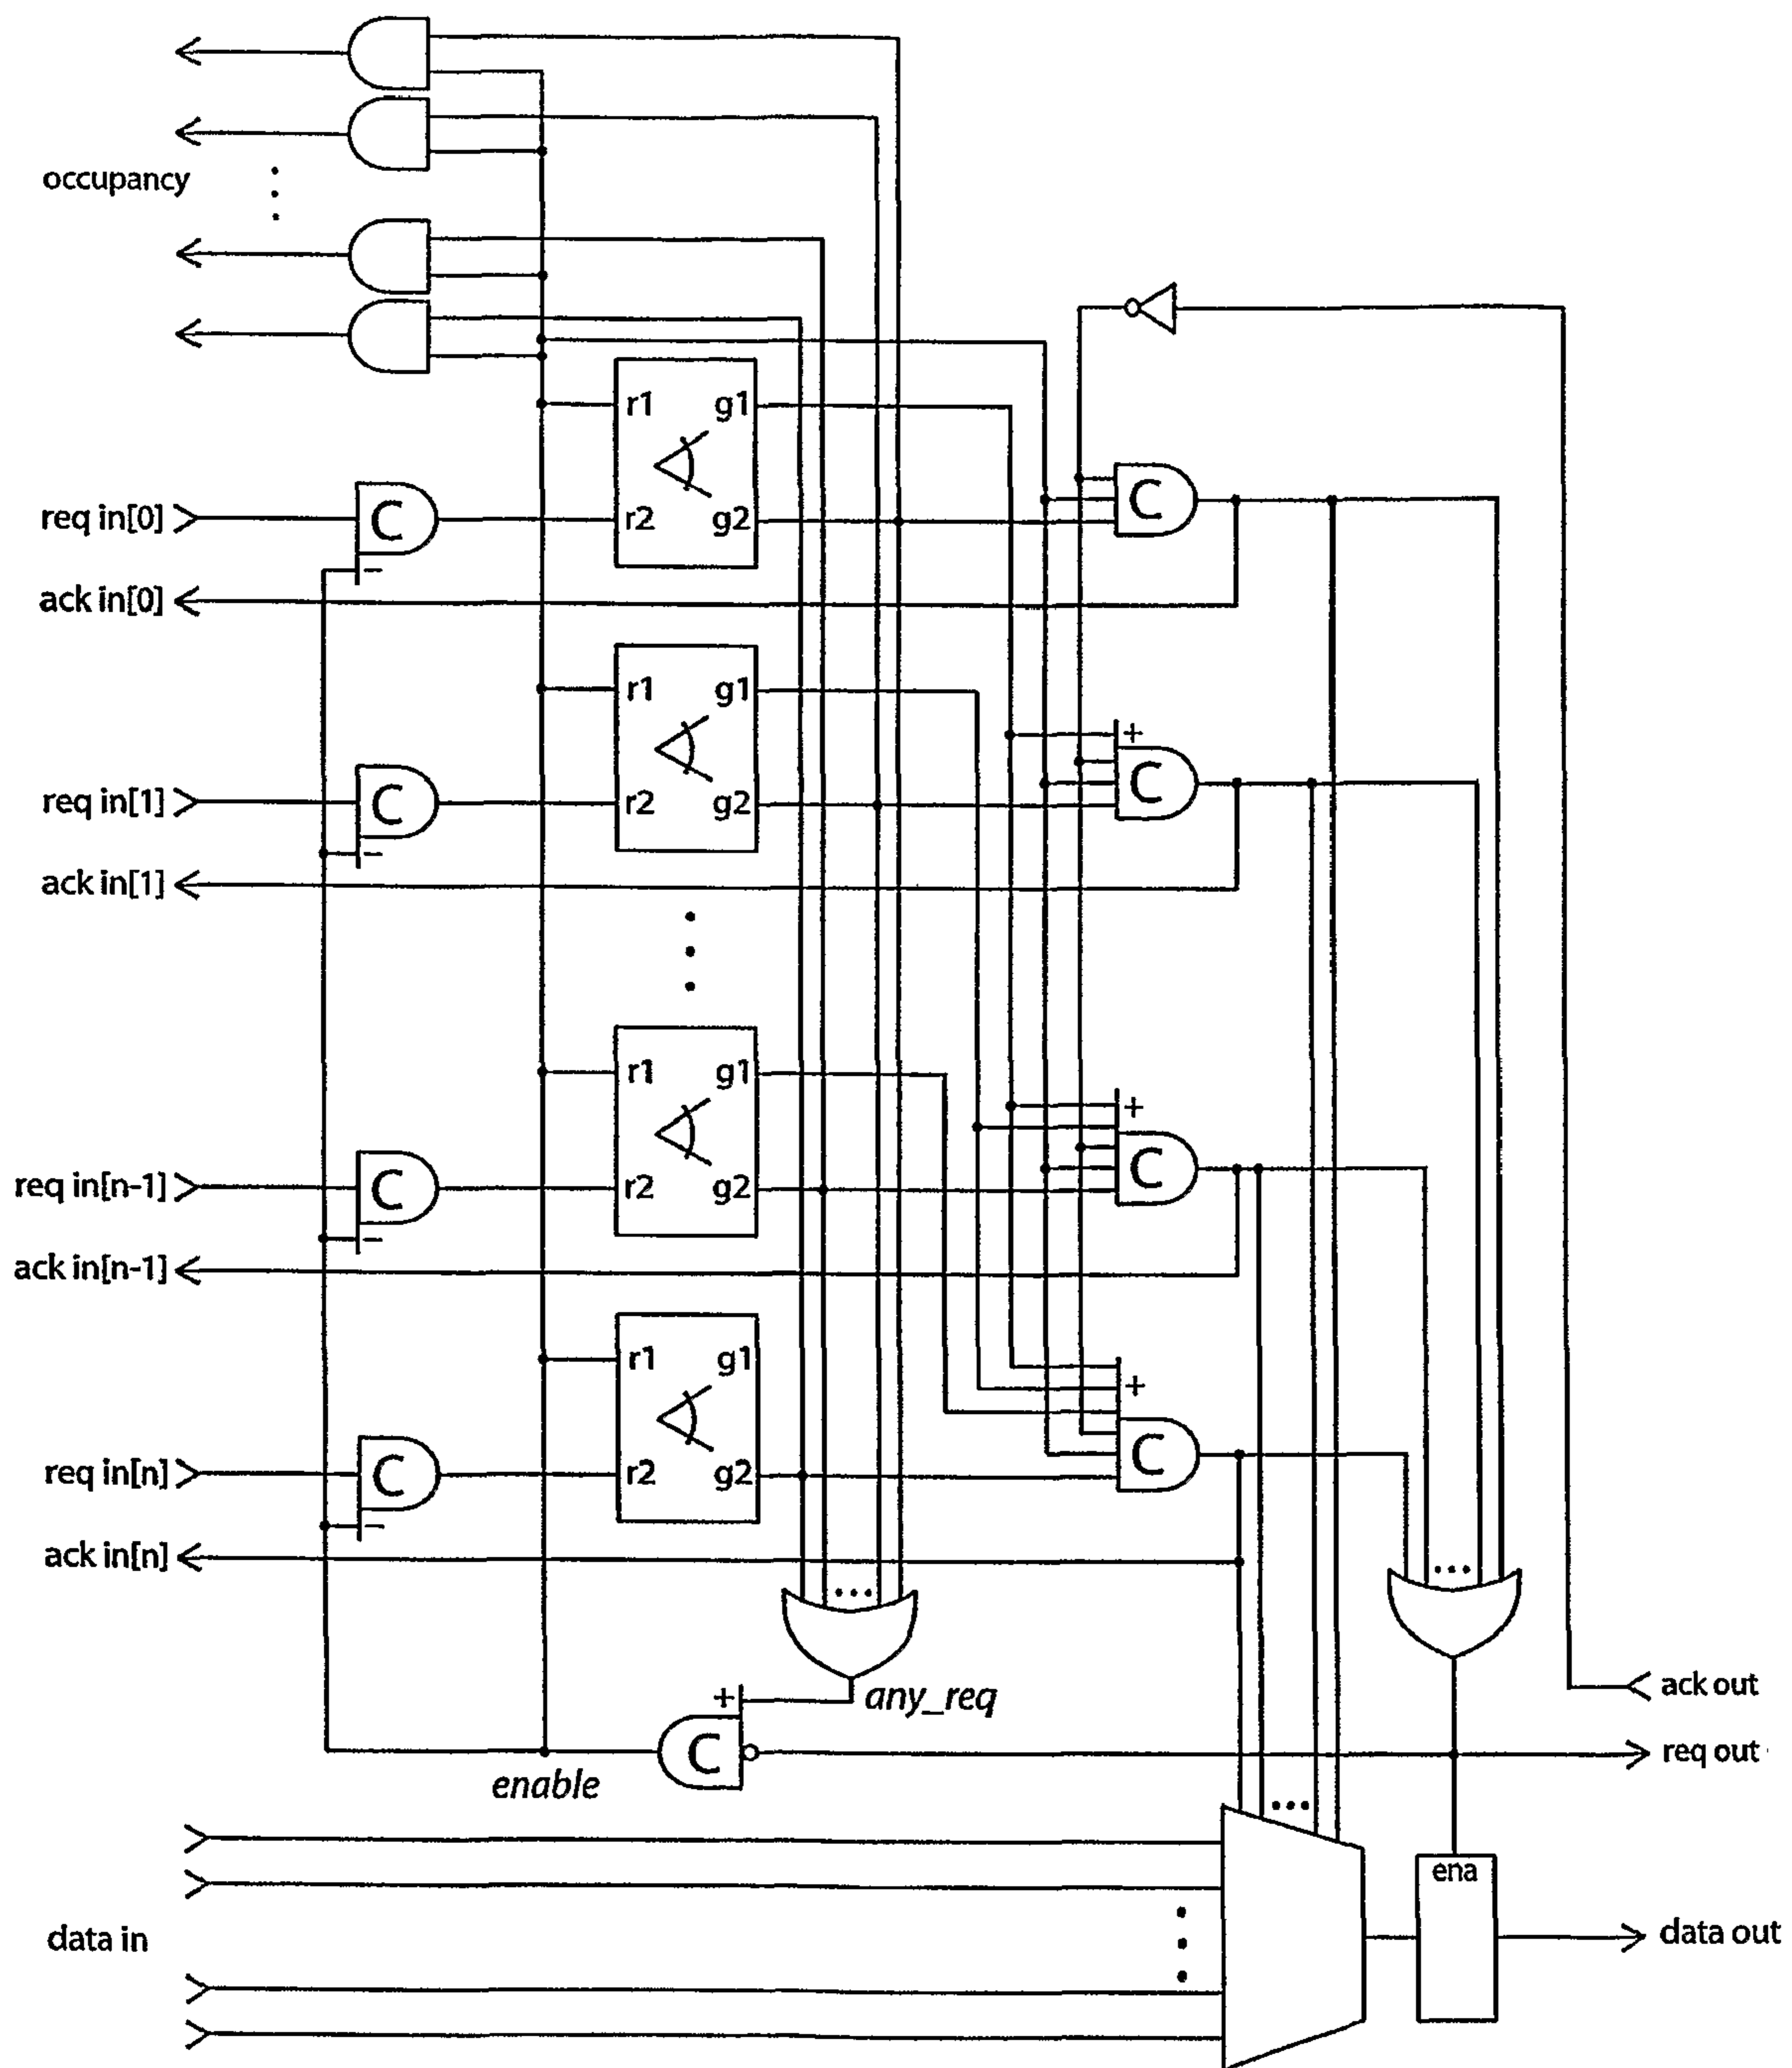 occupancy
r1 g1
C
req in[0] C r2 g2
−
ack in[0]
r1 g1
+
req in[1] C r2 g2 C
−
ack in[1]
r1 g1
+
req in[n-1] C r2 g2 C
−
ack in[n-1]
r1 g1
+
C
req in[n] C r2 g2
−
ack in[n]
+ any_req ack out
C req out
enable
ena
data in data out